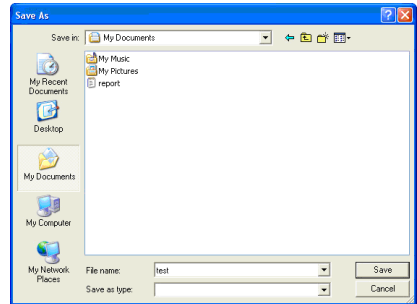 Save As
Save in:
My Documents
My Recent
Documents
Desktop
My Documents
My Computer
My Network
Places
My Music
My Pictures
report
File name:
test
Save
Save as type:
Cancel